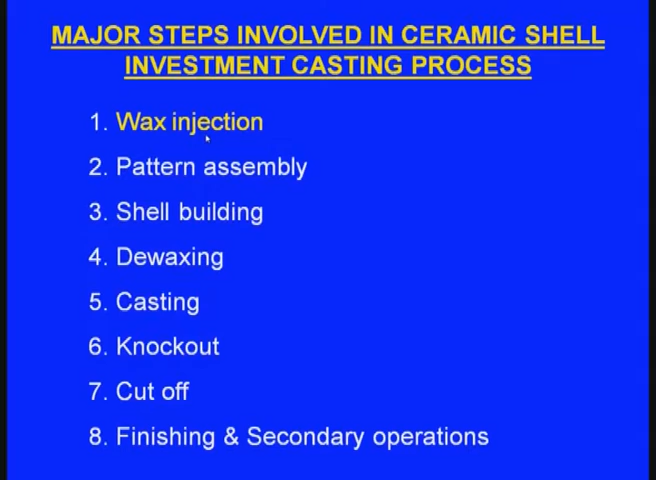 MAJOR STEPS INVOLVED IN CERAMIC SHELL
INVESTMENT CASTING PROCESS
1. Wax injection
2. Pattern assembly
3. Shell building
4. Dewaxing
5. Casting
6. Knockout
7. Cut off
8. Finishing & Secondary operations